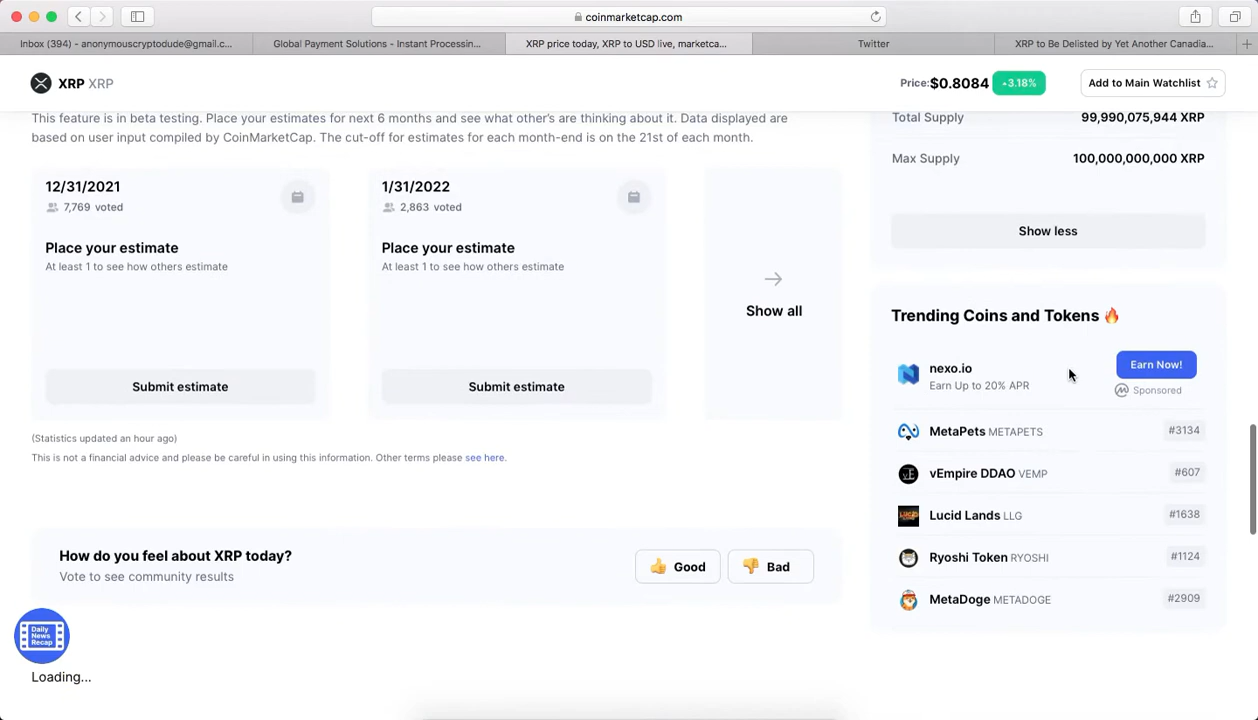 coinmarketcap.com
Inbox (394) - anonymouscryptodude@gmail.c...
Global Payment Solutions - Instant Processin...
XRP price today, XRP to USD live, marketca...
Twitter
XRP to Be Delisted by Yet Another Canadia...
XRP XRP
Price:$0.8084
3.18%
Add to Main Watchlist
This feature is in beta testing. Place your estimates for next 6 months and see what other's are thinking about it. Data displayed are
based on user input compiled by CoinMarketCap. The cut-off for estimates for each month-end is on the 21st of each month.
12/31/2021
7,769 voted
Place your estimate
At least 1 to see how others estimate
Submit estimate
1/31/2022
2,863 voted
Place your estimate
At least 1 to see how others estimate
Submit estimate
Show all
(Statistics updated an hour ago)
This is not a financial advice and please be careful in using this information. Other terms please see here.
How do you feel about XRP today?
Vote to see community results
👍 Good
👎 Bad
Daily
News
Recap
Loading...
Total Supply 99,990,075,944 XRP
Max Supply 100,000,000,000 XRP
Show less
Trending Coins and Tokens 🔥
nexo.io
Earn Up to 20% APR
Earn Now!
Sponsored
MetaPets METAPETS #3134
vEmpire DDAO VEMP #607
Lucid Lands LLG #1638
Ryoshi Token RYOSHI #1124
MetaDoge METADOGE #2909